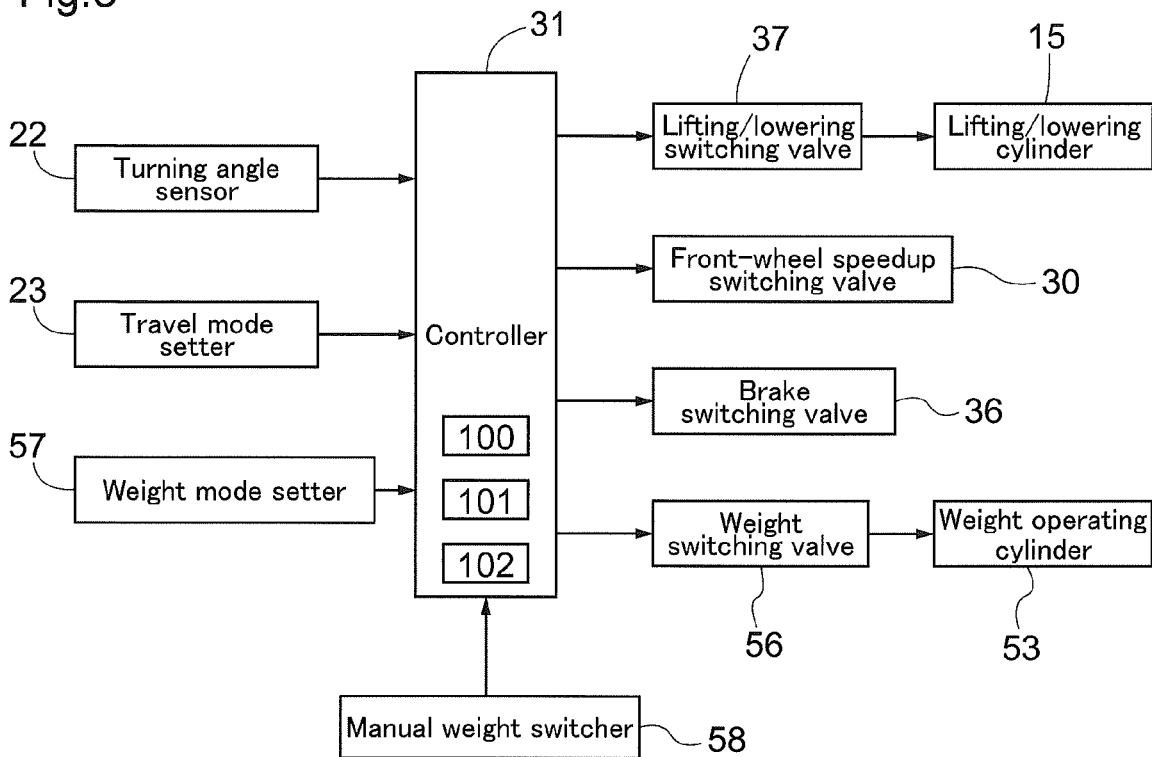 Fig.
31
37
15
22
Turning angle
sensor
Lifting/lowering
switching valve
Lifting/lowering
cylinder
23
Travel mode
setter
Front-wheel speedup
switching valve
30
Controller
Brake
switching valve
36
57
Weight mode setter
100
101
102
Weight
switching valve
Weight operating
cylinder
56
53
Manual weight switcher
58